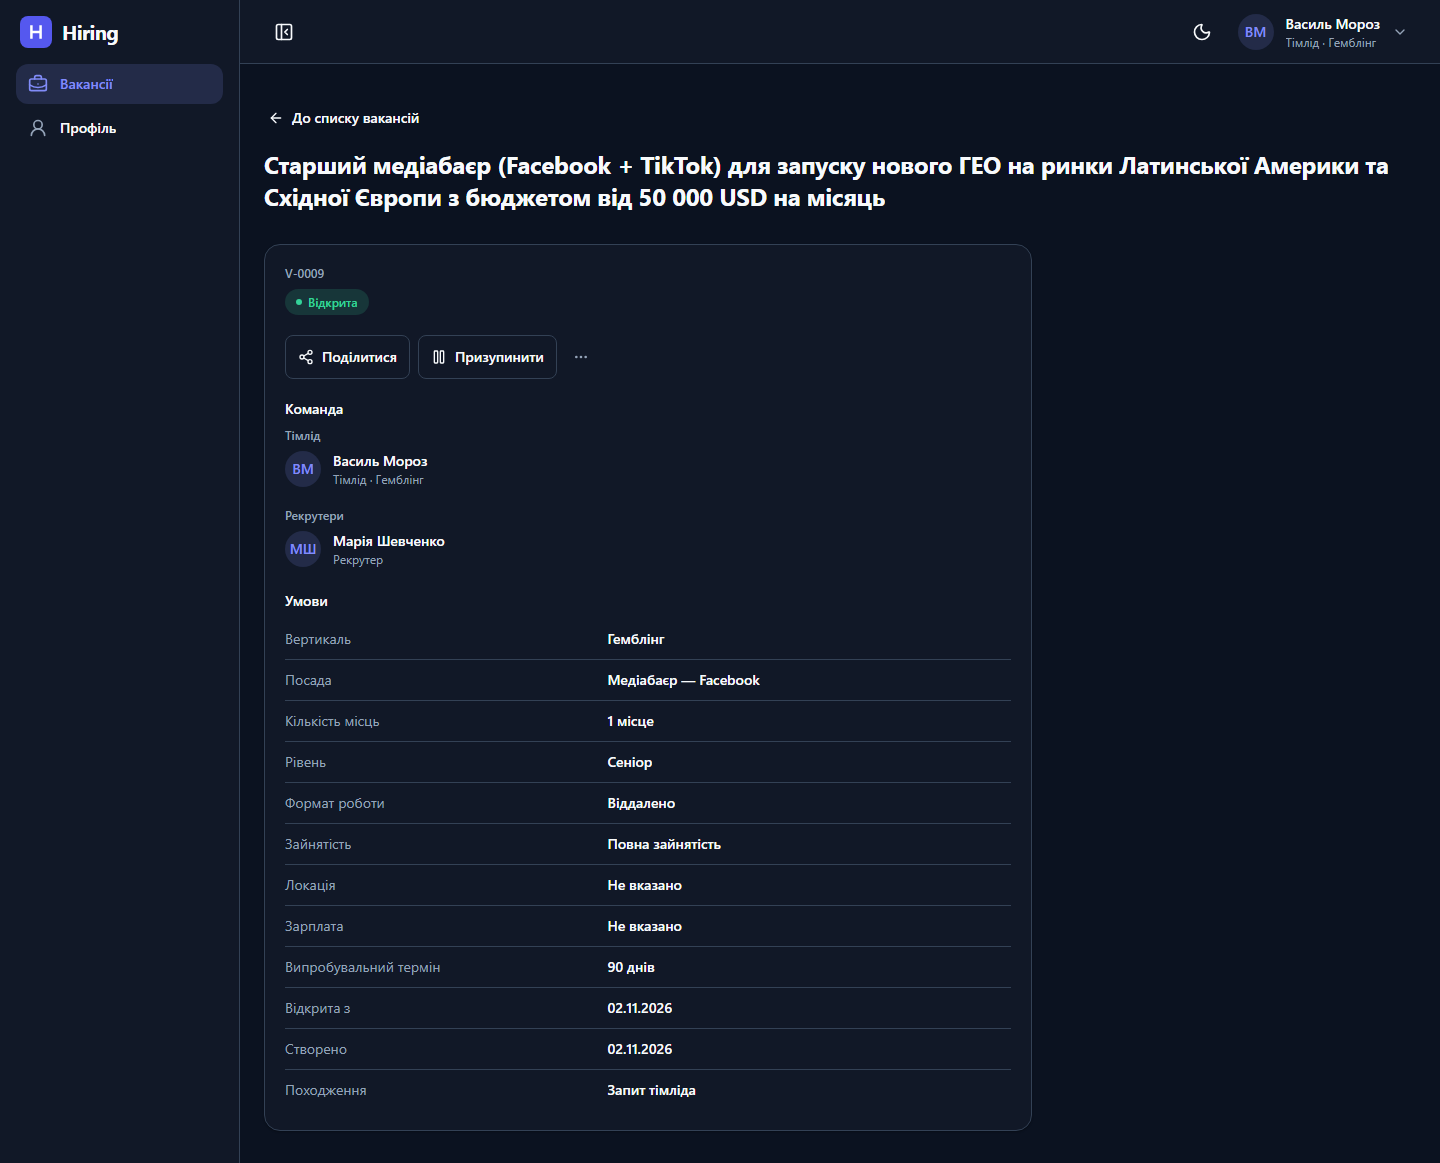 H Hiring
Вакансії
Профіль
ВМ
Василь Мороз
Тімлід · Гемблінг
До списку вакансій
Старший медіабаєр (Facebook + TikTok) для запуску нового ГЕО на ринки Латинської Америки та
Східної Європи з бюджетом від 50 000 USD на місяць
V-0009
Відкрита
Поділитися
Призупинити
Команда
Тімлід
ВМ
Василь Мороз
Тімлід · Гемблінг
Рекрутери
МШ
Марія Шевченко
Рекрутер
Умови
Вертикаль Гемблінг
Посада Медіабаєр — Facebook
Кількість місць 1 місце
Рівень Сеніор
Формат роботи Віддалено
Зайнятість Повна зайнятість
Локація Не вказано
Зарплата Не вказано
Випробувальний термін 90 днів
Відкрита з 02.11.2026
Створено 02.11.2026
Походження Запит тімліда